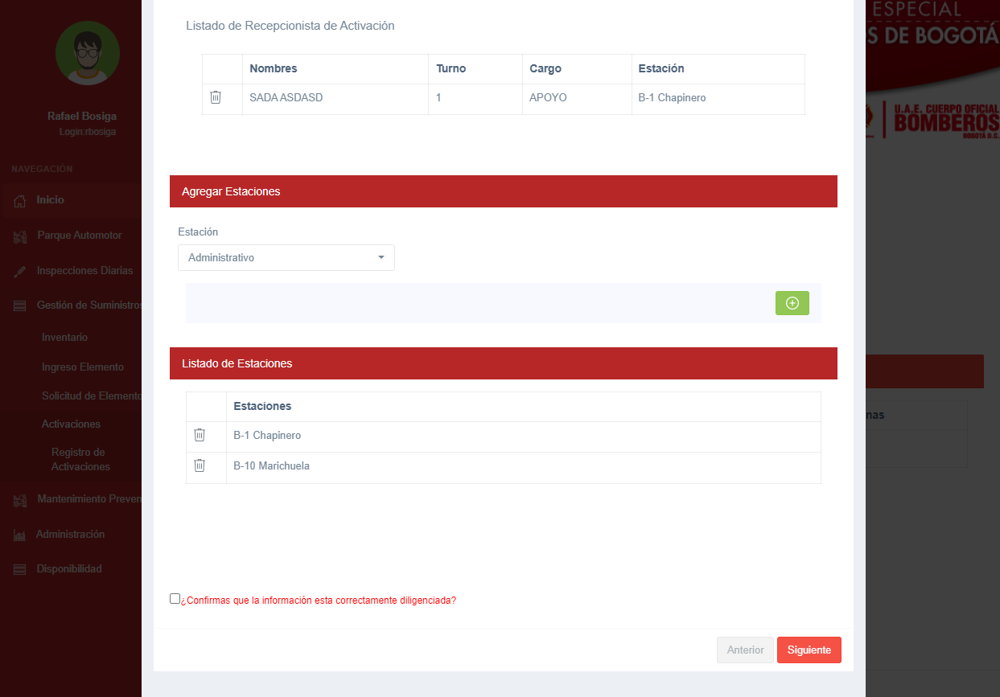 ESPECIAL
S DE BOGOTÁ
U.A.E. CUERPO OFICIAL
BOMBEROS
BOGOTÁ D.C.
Rafael Bosiga
Login:rbosiga
NAVEGACIÓN
Inicio
Parque Automotor
Inspecciones Diarias
Gestión de Suministros
Inventario
Ingreso Elemento
Solicitud de Elemento
Activaciones
Registro de
Activaciones
Mantenimiento Preven
Administración
Disponibilidad
Listado de Recepcionista de Activación
Nombres Turno Cargo Estación
SADA ASDASD 1 APOYO B-1 Chapinero
Agregar Estaciones
Estación
Administrativo
Listado de Estaciones
Estaciones
B-1 Chapinero
B-10 Marichuela
¿Confirmas que la información esta correctamente diligenciada?
Anterior Siguiente
nas